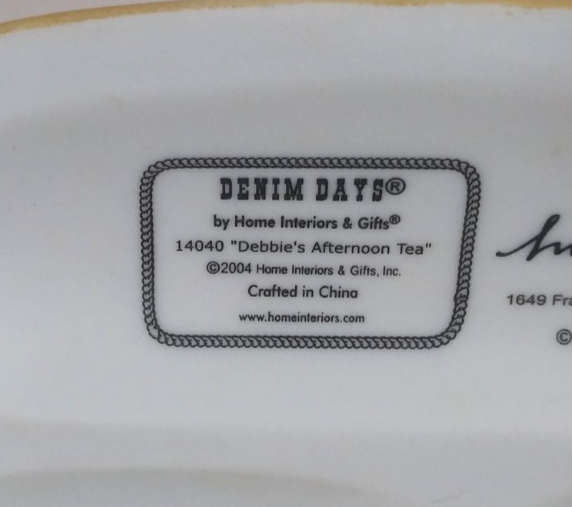 DENIM DAYS®
by Home Interiors & Gifts®
14040 "Debbie's Afternoon Tea"
©2004 Home Interiors & Gifts, Inc.
Crafted in China
www.homeinteriors.com
1649
©